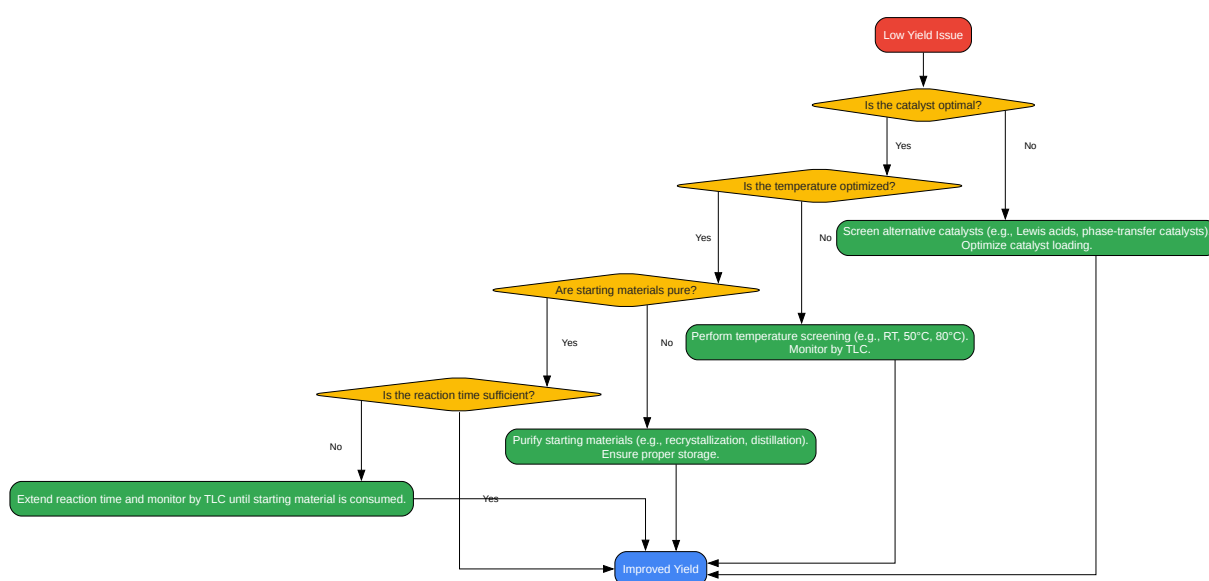 Low Yield Issue
Is the catalyst optimal?
Yes
No
Is the temperature optimized?
Yes
No
Screen alternative catalysts (e.g., Lewis acids, phase-transfer catalysts)
Optimize catalyst loading.
Are starting materials pure?
Yes
No
Perform temperature screening (e.g., RT, 50°C, 80°C).
Monitor by TLC.
Is the reaction time sufficient?
No
Purify starting materials (e.g., recrystallization, distillation).
Ensure proper storage.
Extend reaction time and monitor by TLC until starting material is consumed.
Yes
Improved Yield